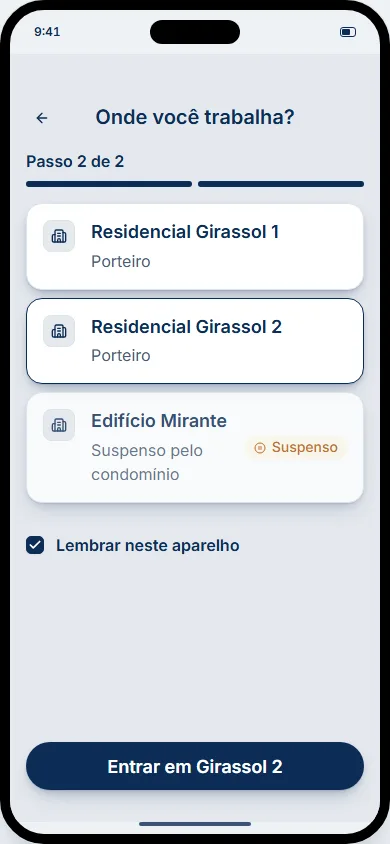 9:41
Onde você trabalha?
Passo 2 de 2
Residencial Girassol 1
Porteiro
Residencial Girassol 2
Porteiro
Edifício Mirante
Suspenso pelo
condomínio
Suspenso
Lembrar neste aparelho
Entrar em Girassol 2